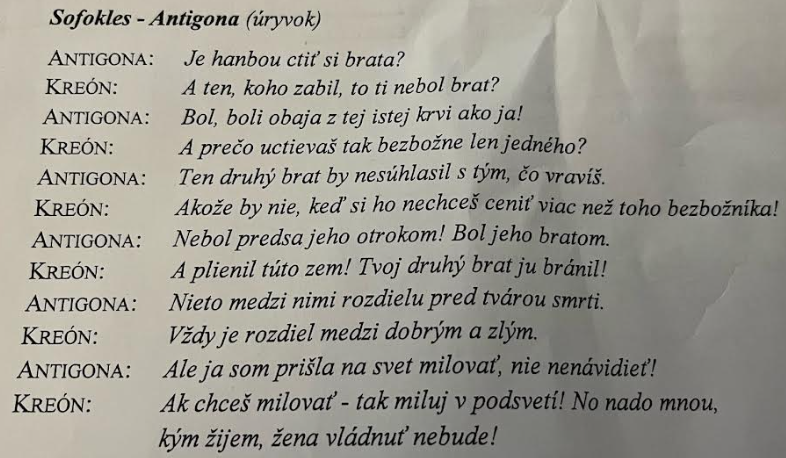 Sofokles - Antigona (úryvok)
ANTIGONA: Je hanbou ctiť si brata?
KREÓN: A ten, koho zabil, to ti nebol brat?
ANTIGONA: Bol, boli obaja z tej istej krvi ako ja!
KREÓN: A prečo uctievaš tak bezbožne len jedného?
ANTIGONA: Ten druhý brat by nesúhlasil s tým, čo vravíš.
KREÓN: Akože by nie, keď si ho nechceš ceniť viac než toho bezbožníka!
ANTIGONA: Nebol predsa jeho otrokom! Bol jeho bratom.
KREÓN: A plienil túto zem! Tvoj druhý brat ju bránil!
ANTIGONA: Nieto medzi nimi rozdielu pred tvárou smrti.
KREÓN: Vždy je rozdiel medzi dobrým a zlým.
ANTIGONA: Ale ja som prišla na svet milovať, nie nenávidieť!
KREÓN: Ak chceš milovať - tak miluj v podsvetí! No nado mnou,
kým žijem, žena vládnuť nebude!